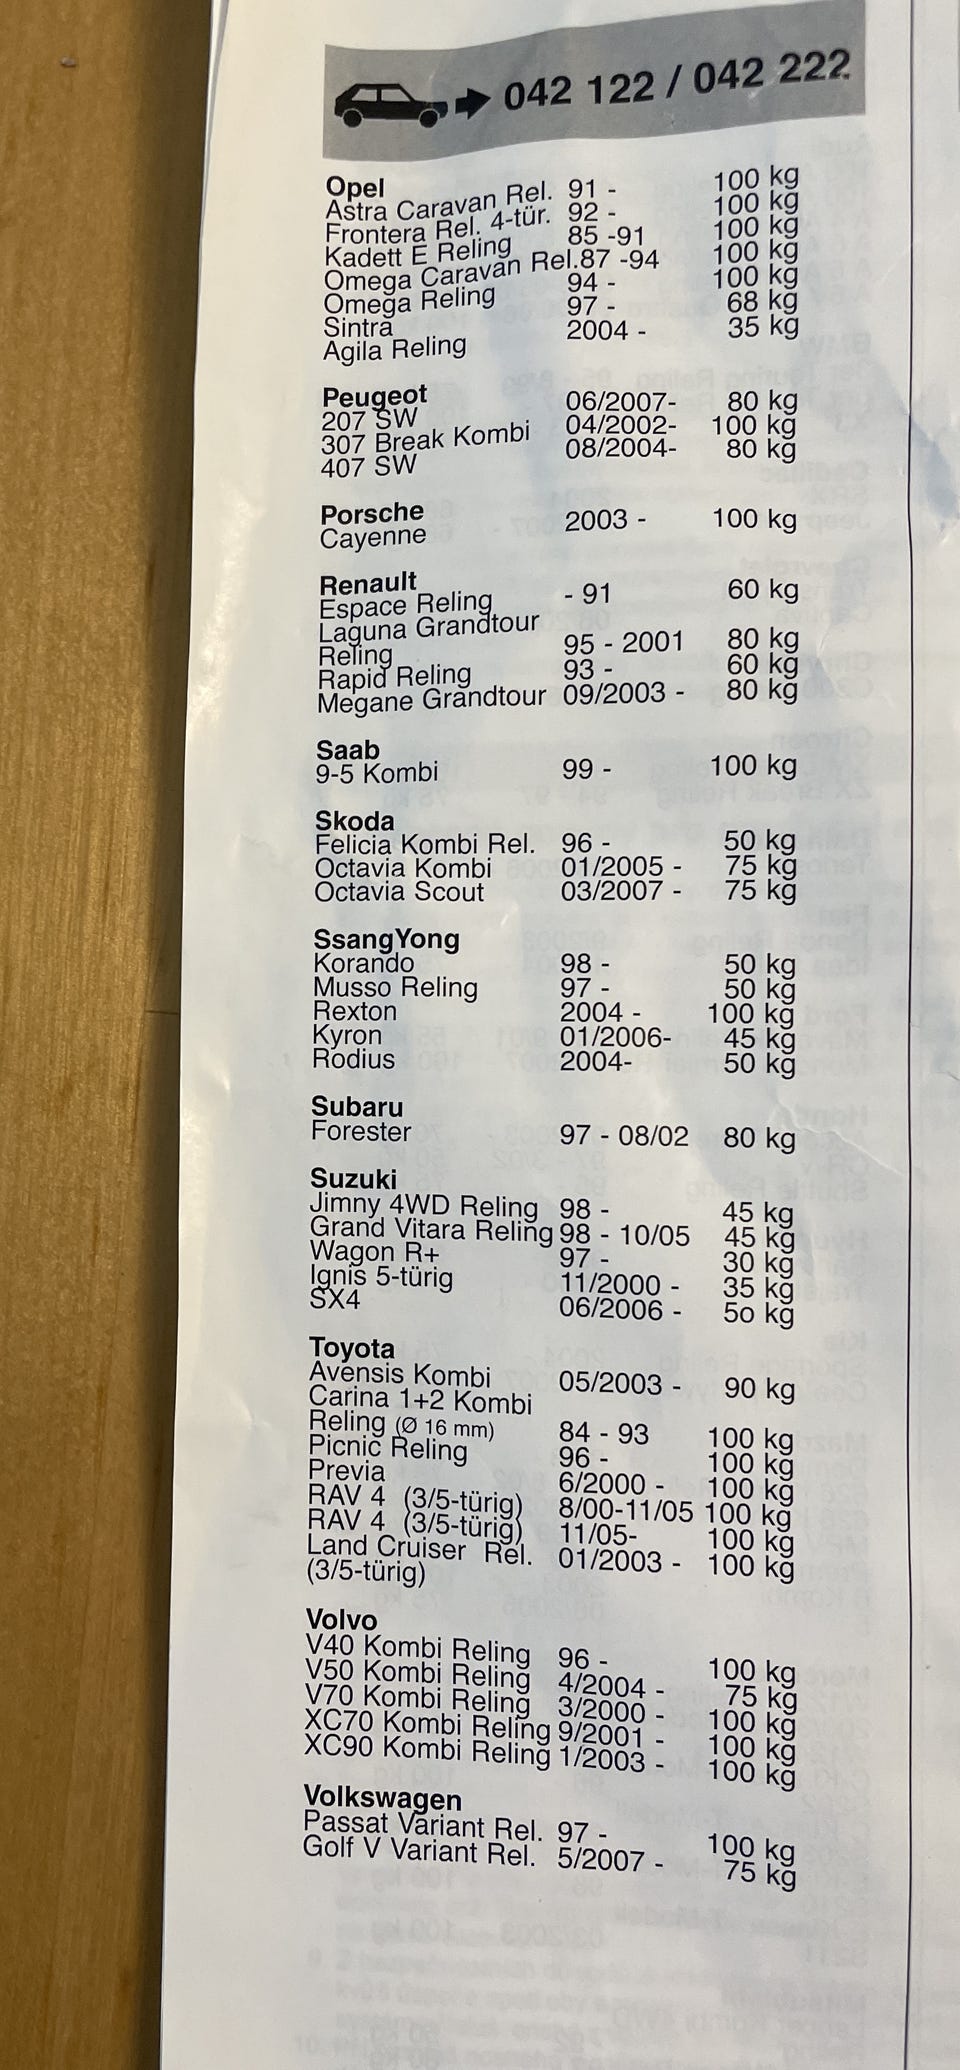 042 122 / 042 222
Opel
Astra Caravan Rel. 91 - 100 kg
Frontera Rel. 4-tür. 92 - 100 kg
Kadett E Reling 85 -91 100 kg
Omega Caravan Rel.87 -94 100 kg
Omega Reling 94 - 100 kg
Sintra 97 - 68 kg
Agila Reling 2004 - 35 kg
Peugeot
207 SW 06/2007- 80 kg
307 Break Kombi 04/2002- 100 kg
407 SW 08/2004- 80 kg
Porsche
Cayenne 2003 - 100 kg
Renault
Espace Reling - 91 60 kg
Laguna Grandtour
Reling 95 - 2001 80 kg
Rapid Reling 93 - 60 kg
Megane Grandtour 09/2003 - 80 kg
Saab
9-5 Kombi 99 - 100 kg
Skoda
Felicia Kombi Rel. 96 - 50 kg
Octavia Kombi 01/2005 - 75 kg
Octavia Scout 03/2007 - 75 kg
SsangYong
Korando 98 - 50 kg
Musso Reling 97 - 50 kg
Rexton 2004 - 100 kg
Kyron 01/2006- 45 kg
Rodius 2004- 50 kg
Subaru
Forester 97 - 08/02 80 kg
Suzuki
Jimny 4WD Reling 98 - 45 kg
Grand Vitara Reling 98 - 10/05 45 kg
Wagon R+ 97 - 30 kg
Ignis 5-türig 11/2000 - 35 kg
SX4 06/2006 - 5o kg
Toyota
Avensis Kombi 05/2003 - 90 kg
Carina 1+2 Kombi
Reling (Ø 16 mm) 84 - 93 100 kg
Picnic Reling 96 - 100 kg
Previa 6/2000 - 100 kg
RAV 4 (3/5-türig) 8/00-11/05 100 kg
RAV 4 (3/5-türig) 11/05- 100 kg
Land Cruiser Rel. 01/2003 - 100 kg
(3/5-türig)
Volvo
V40 Kombi Reling 96 - 100 kg
V50 Kombi Reling 4/2004 - 75 kg
V70 Kombi Reling 3/2000 - 100 kg
XC70 Kombi Reling 9/2001 - 100 kg
XC90 Kombi Reling 1/2003 - 100 kg
Volkswagen
Passat Variant Rel. 97 - 100 kg
Golf V Variant Rel. 5/2007 - 75 kg